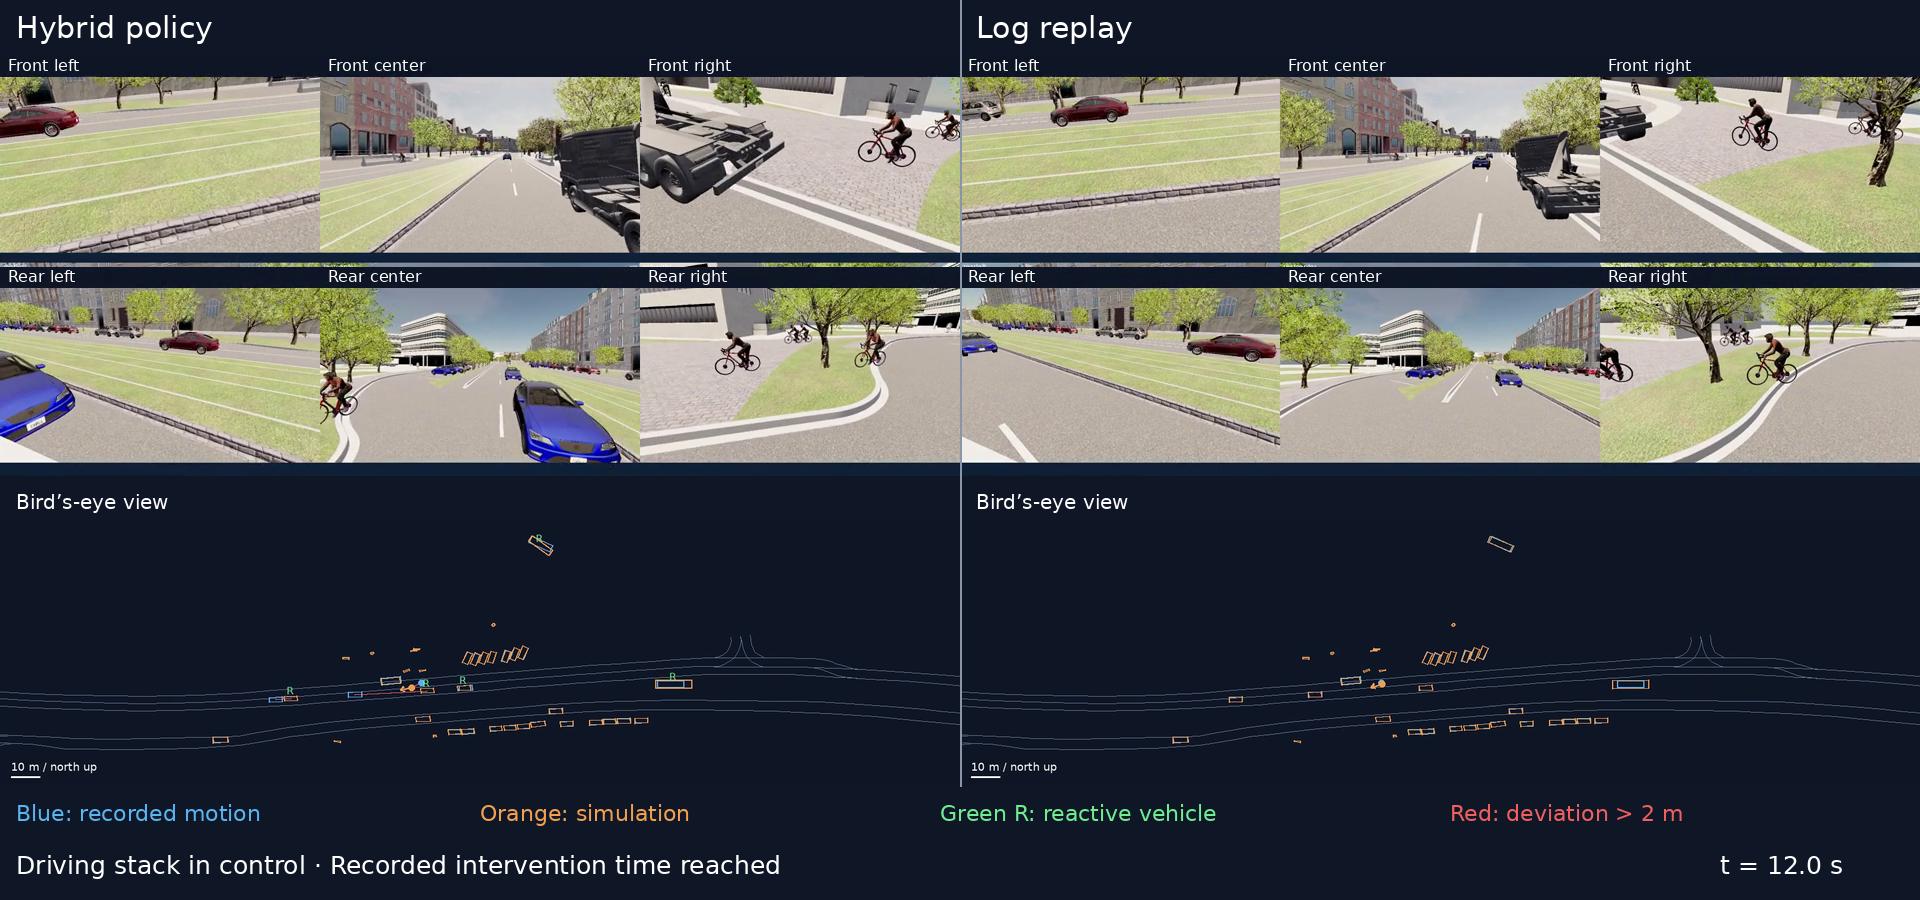 Hybrid policy
Log replay
Front left
Front center
Front right
Front left
Front center
Front right
Rear left
Rear center
Rear right
Rear left
Rear center
Rear right
Bird’s-eye view
Bird’s-eye view
R
R
R
R
R
10 m / north up
10 m / north up
Blue: recorded motion
Orange: simulation
Green R: reactive vehicle
Red: deviation > 2 m
Driving stack in control · Recorded intervention time reached
t = 12.0 s